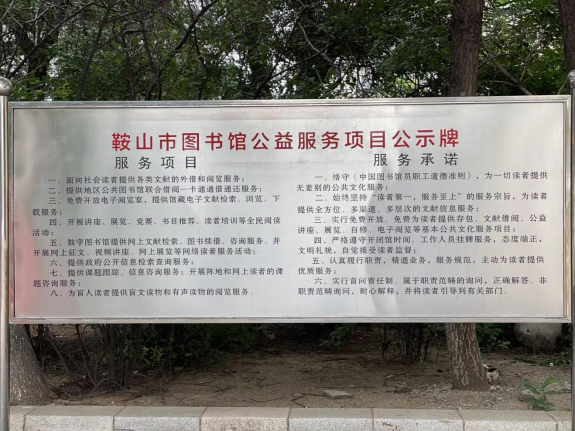 鞍山市图书馆公益服务项目公示牌
服务项目
一、面向社会读者提供各类文献的外借和阅览服务；
二、提供地区公共图书馆联合借阅一卡通通借通还服务；
三、免费开放电子阅览室，提供馆藏电子文献检索、浏览、下
载服务；
四、开展讲座、展览、竞赛、书目推荐、读者培训等全民阅读
活动；
五、数字图书馆提供网上文献检索、图书续借、咨询服务，并
开展网上征文、视频讲座、网上展览等网络读者服务活动；
六、提供政府公开信息检索查询服务；
七、提供课题跟踪、信息咨询服务；开展阵地和网上读者的课
题咨询服务；
八、为盲人读者提供盲文读物和有声读物的阅览服务。
服务承诺
一、恪守《中国图书馆员职工道德准则》，为一切读者提供
无差别的公共文化服务；
二、始终坚持“读者第一，服务至上”的服务宗旨，为读者
提供全方位、多渠道、多层次的文献信息服务；
三、实行免费开放，免费为读者提供存包、文献借阅、公益
讲座、展览、自修、电子阅览等基本公共文化服务项目；
四、严格遵守开闭馆时间，工作人员挂牌服务，态度端正，
文明礼貌，自觉接受读者监督；
五、认真履行职责，精通业务，服务规范，主动为读者提供
优质服务；
六、实行首问责任制，属于职责范畴的询问，正确解答，非
职责范畴询问，耐心解释，并将读者引导到有关部门。